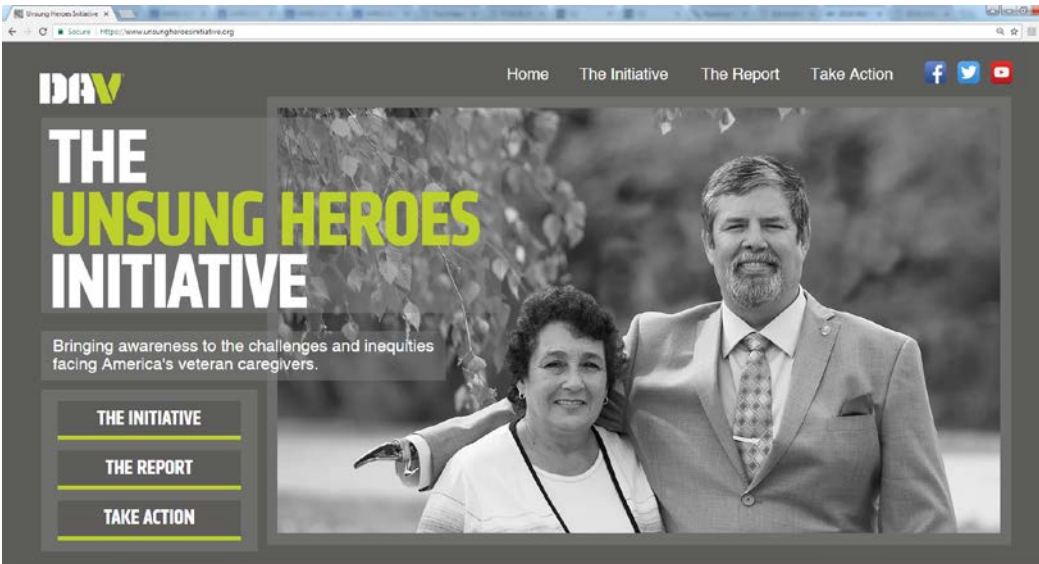 Unsung Heroes Initiative
Secure
https://www.unsungheroesinitiative.org
DAV
Home The Initiative The Report Take Action
THE
UNSUNG HEROES
INITIATIVE
Bringing awareness to the challenges and inequities
facing America's veteran caregivers.
THE INITIATIVE
THE REPORT
TAKE ACTION